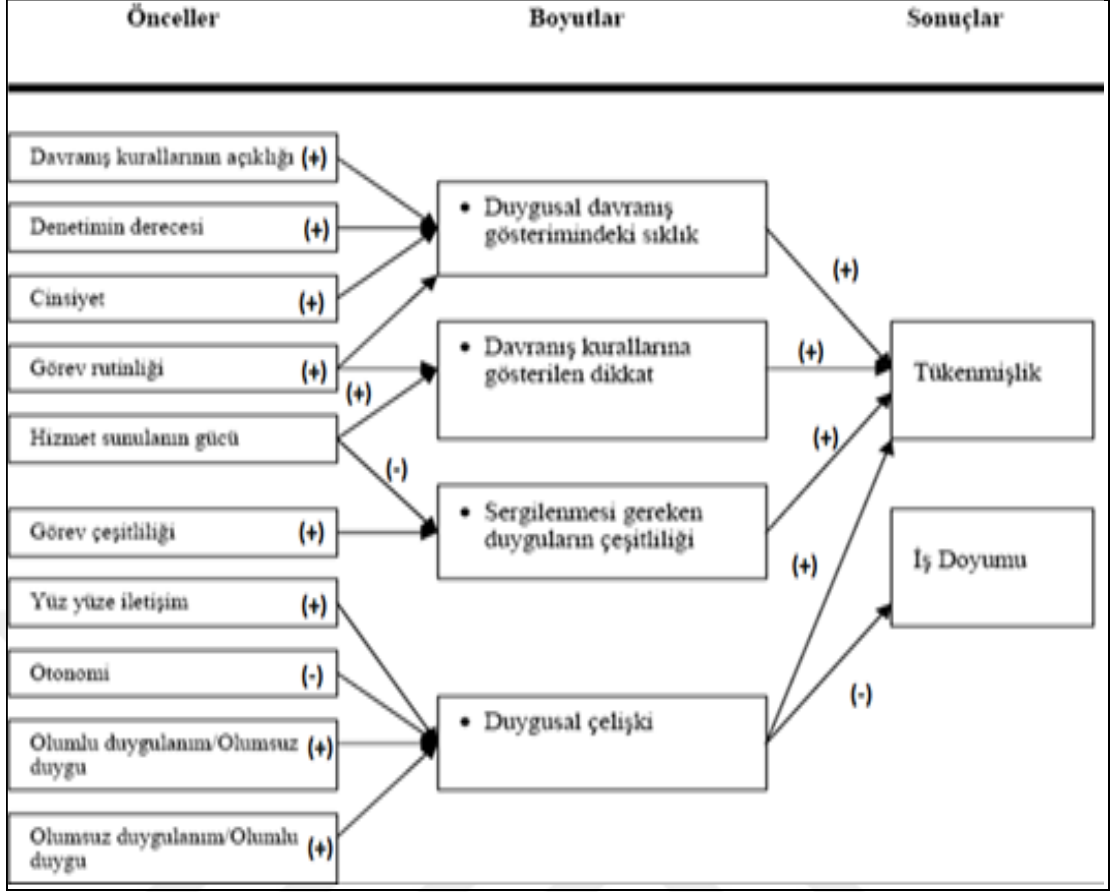 Önceller Boyutlar Sonuçlar
Davranış kurallarının açıklığı (+)
Denetimin derecesi (+)
Cinsiyet (+)
Görev rutinliği (+)
(+)
Hizmet sunulanın gücü
(-)
Görev çeşitliliği (+)
Yüz yüze iletişim (+)
Otonomi (-)
Olumlu duygulanım/Olumsuz (+)
duygu
Olumsuz duygulanım/Olumlu (+)
duygu
• Duygusal davranış
gösterimindeki sıklık
• Davranış kurallarına
gösterilen dikkat
• Sergilenmesi gereken
duyguların çeşitliliği
• Duygusal çelişki
(+)
(+)
(+)
(+)
(-)
Tükenmişlik
İş Doyumu